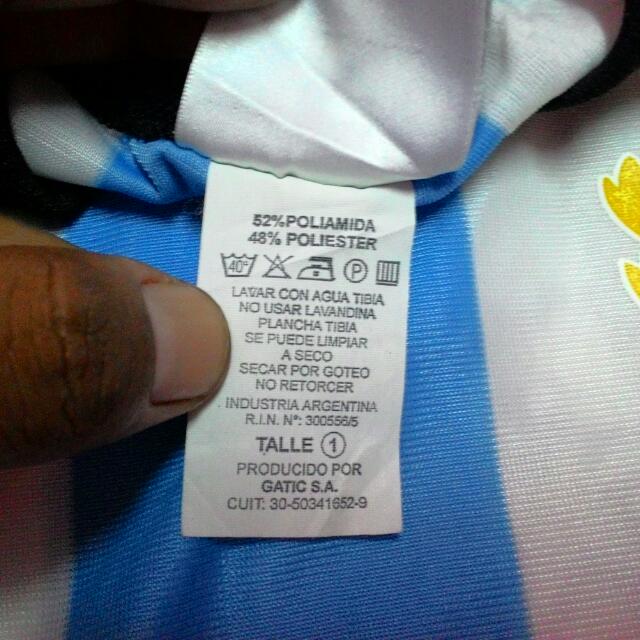 52%POLIAMIDA
48% POLIESTER
40°
P
LAVAR CON AGUA TIBIA
NO USAR LAVANDINA
PLANCHA TIBIA
SE PUEDE LIMPIAR
A SECO
SECAR POR GOTEO
NO RETORCER
INDUSTRIA ARGENTINA
R.I.N. Nº: 300556/5
TALLE 1
PRODUCIDO POR
GATIC S.A.
CUIT: 30-50341652-9